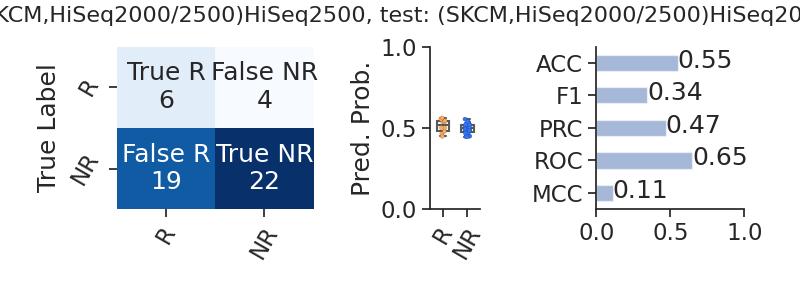 KCM,HiSeq2000/2500)HiSeq2500, test: (SKCM,HiSeq2000/2500)HiSeq20
True Label
R
NR
True R
6
False NR
4
False R
19
True NR
22
R
NR
Pred. Prob.
1.0
0.5
0.0
R
NR
ACC
F1
PRC
ROC
MCC
0.55
0.34
0.47
0.65
0.11
0.0
0.5
1.0